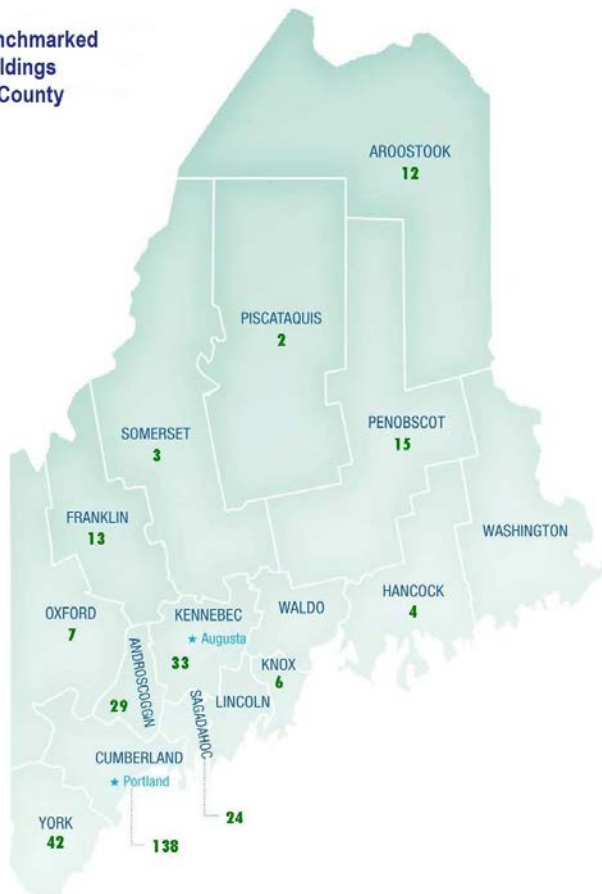 nchmarked
ldings
County
AROOSTOOK
12
PISCATAQUIS
2
PENOBSCOT
15
SOMERSET
3
FRANKLIN
13
WASHINGTON
HANCOCK
4
OXFORD
7
KENNEBEC
★ Augusta
33
WALDO
KNOX
6
LINCOLN
ANDROSCOGGIN
29
SAGADAHOC
24
CUMBERLAND
★ Portland
138
YORK
42